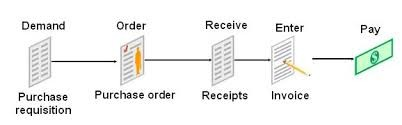 Demand
Order
Receive
Enter
Pay
Purchase
requisition
Purchase order
Receipts
Invoice
$